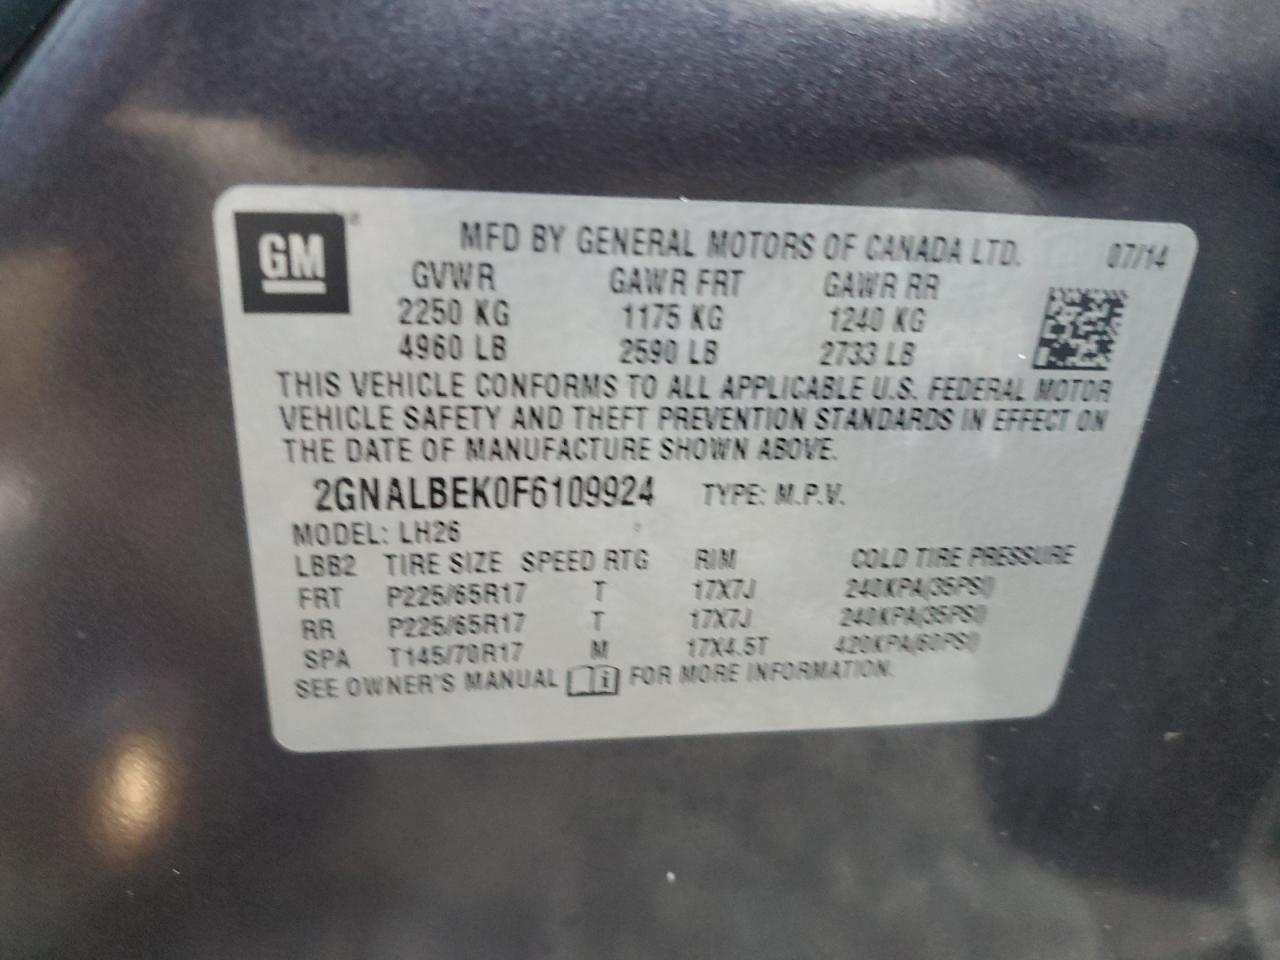 GM ®
MFD BY GENERAL MOTORS OF CANADA LTD. 07/14
GVWR GAWR FRT GAWR RR
2250 KG 1175 KG 1240 KG
4960 LB 2590 LB 2733 LB
THIS VEHICLE CONFORMS TO ALL APPLICABLE U.S. FEDERAL MOTOR
VEHICLE SAFETY AND THEFT PREVENTION STANDARDS IN EFFECT ON
THE DATE OF MANUFACTURE SHOWN ABOVE.
2GNALBEK0F6109924 TYPE: M.P.V.
MODEL: LH26
LBB2 TIRE SIZE SPEED RTG RIM COLD TIRE PRESSURE
FRT P225/65R17 T 17X7J 240KPA(35PSI)
RR P225/65R17 T 17X7J 240KPA(35PSI)
SPA T145/70R17 M 17X4.5T 420KPA(60PSI)
SEE OWNER'S MANUAL i FOR MORE INFORMATION.